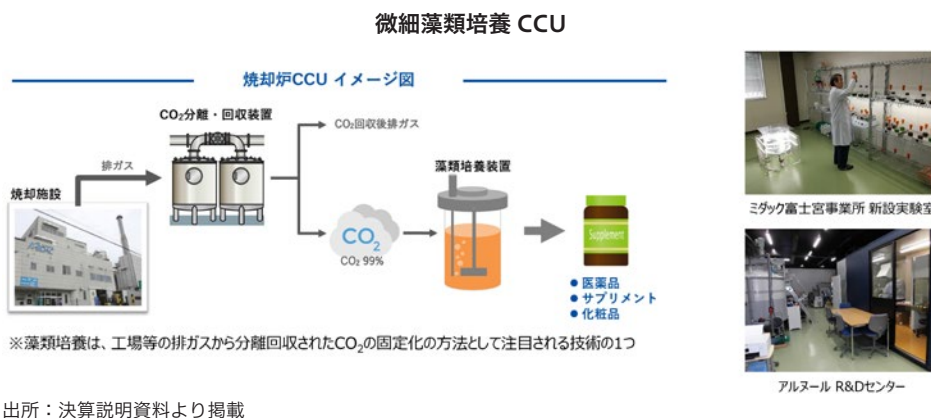 微細藻類培養 CCU
焼却炉CCU イメージ図
CO₂分離・回収装置
CO₂回収後排ガス
排ガス
藻類培養装置
焼却施設
CO₂
CO₂ 99%
Supplement
● 医薬品
● サプリメント
● 化粧品
※藻類培養は、工場等の排ガスから分離回収されたCO₂の固定化の方法として注目される技術の1つ
ミダック富士宮事業所 新設実験室
アルヌール R&Dセンター
出所：決算説明資料より掲載